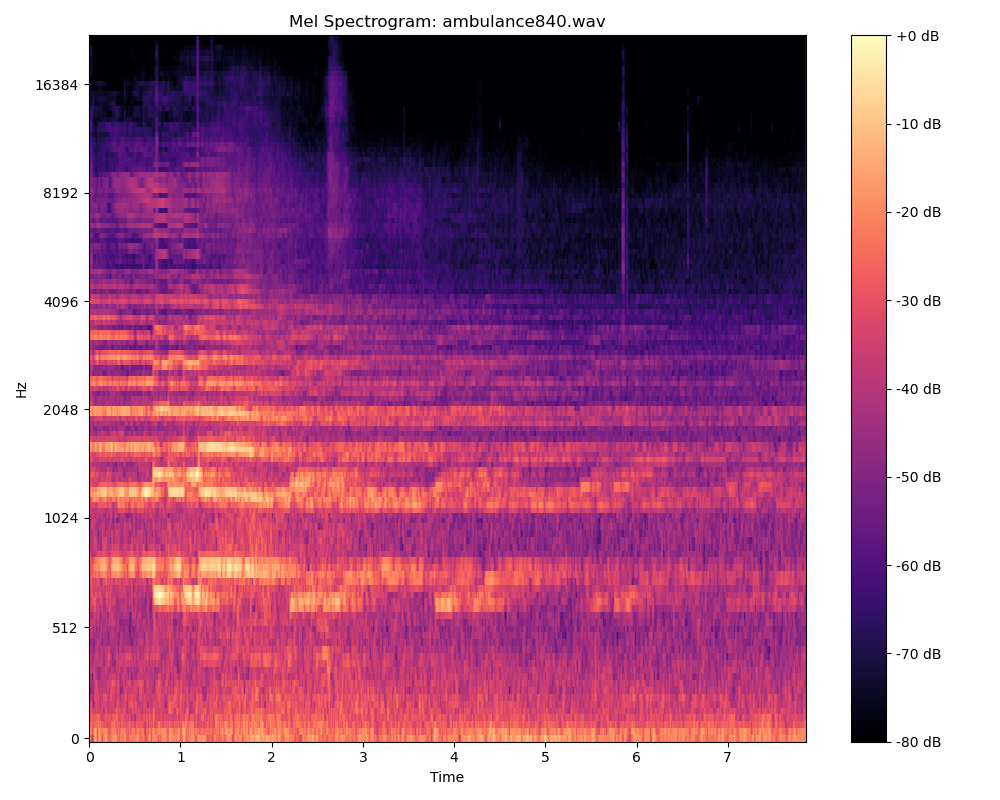 Mel Spectrogram: ambulance840.wav
Hz
16384
8192
4096
2048
1024
512
0
0 1 2 3 4 5 6 7
Time
+0 dB
-10 dB
-20 dB
-30 dB
-40 dB
-50 dB
-60 dB
-70 dB
-80 dB